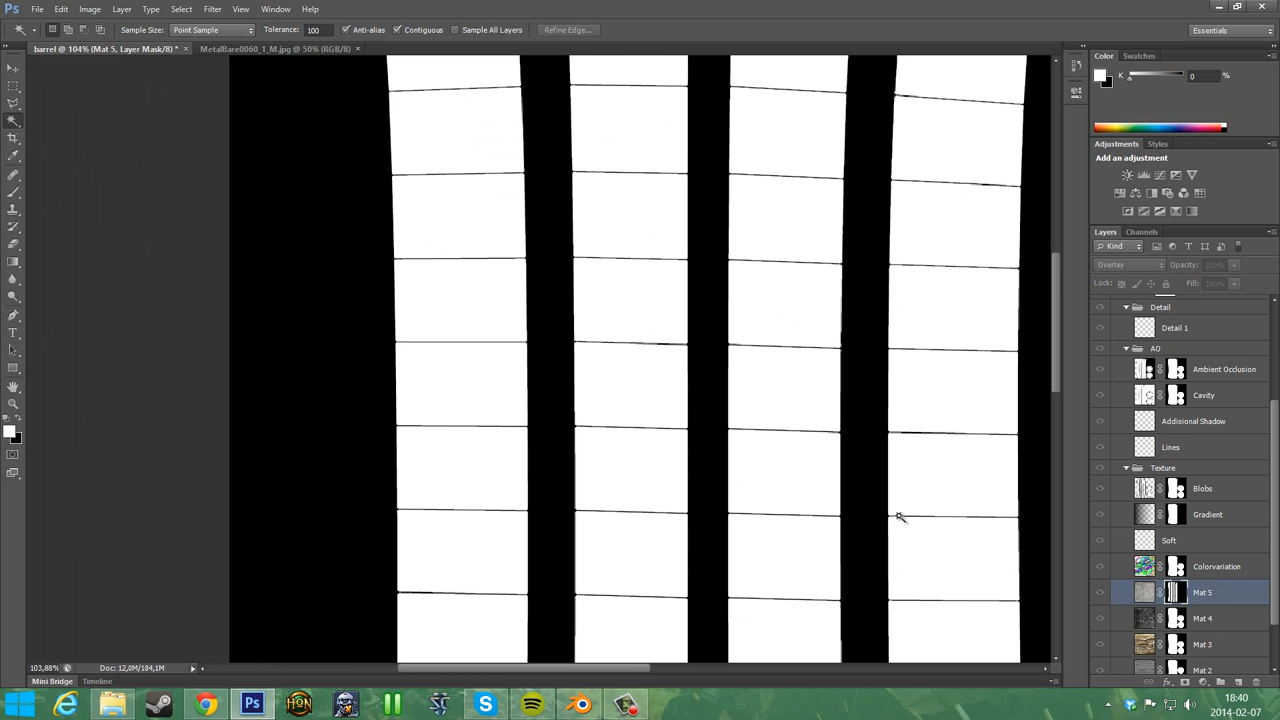 Ps File Edit Image Layer Type Select Filter View Window Help
Sample Size: Point Sample Tolerance: 100 Anti-alias Contiguous Sample All Layers Refine Edge... Essentials
barrel @ 104% (Mat 5, Layer Mask/8) * × MetalBare0060_1_M.jpg @ 50% (RGB/8) ×
Color Swatches
K 0 %
Adjustments Styles
Add an adjustment
Layers Channels
Kind
Overlay Opacity: 100%
Lock: Fill: 100%
Detail
Detail 1
AO
Ambient Occlusion
Cavity
Addisional Shadow
Lines
Texture
Blobs
Gradient
Soft
Colorvariation
Mat 5
Mat 4
Mat 3
Mat 2
103,88% Doc: 12,0M/184,1M
Mini Bridge Timeline
Ps HON S
18:40
2014-02-07